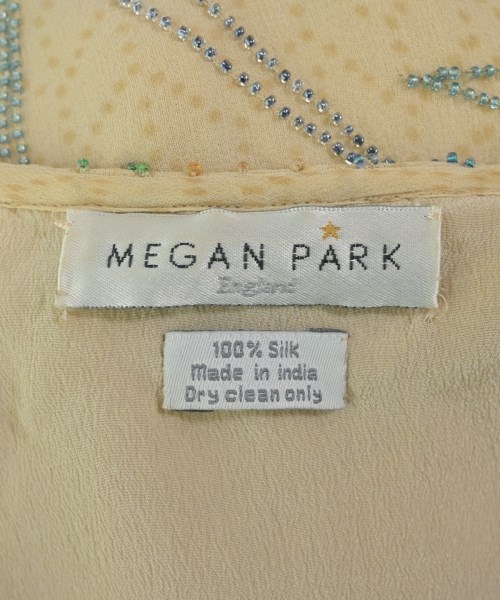 MEGAN PARK
England
100% Silk
Made in india
Dry clean only